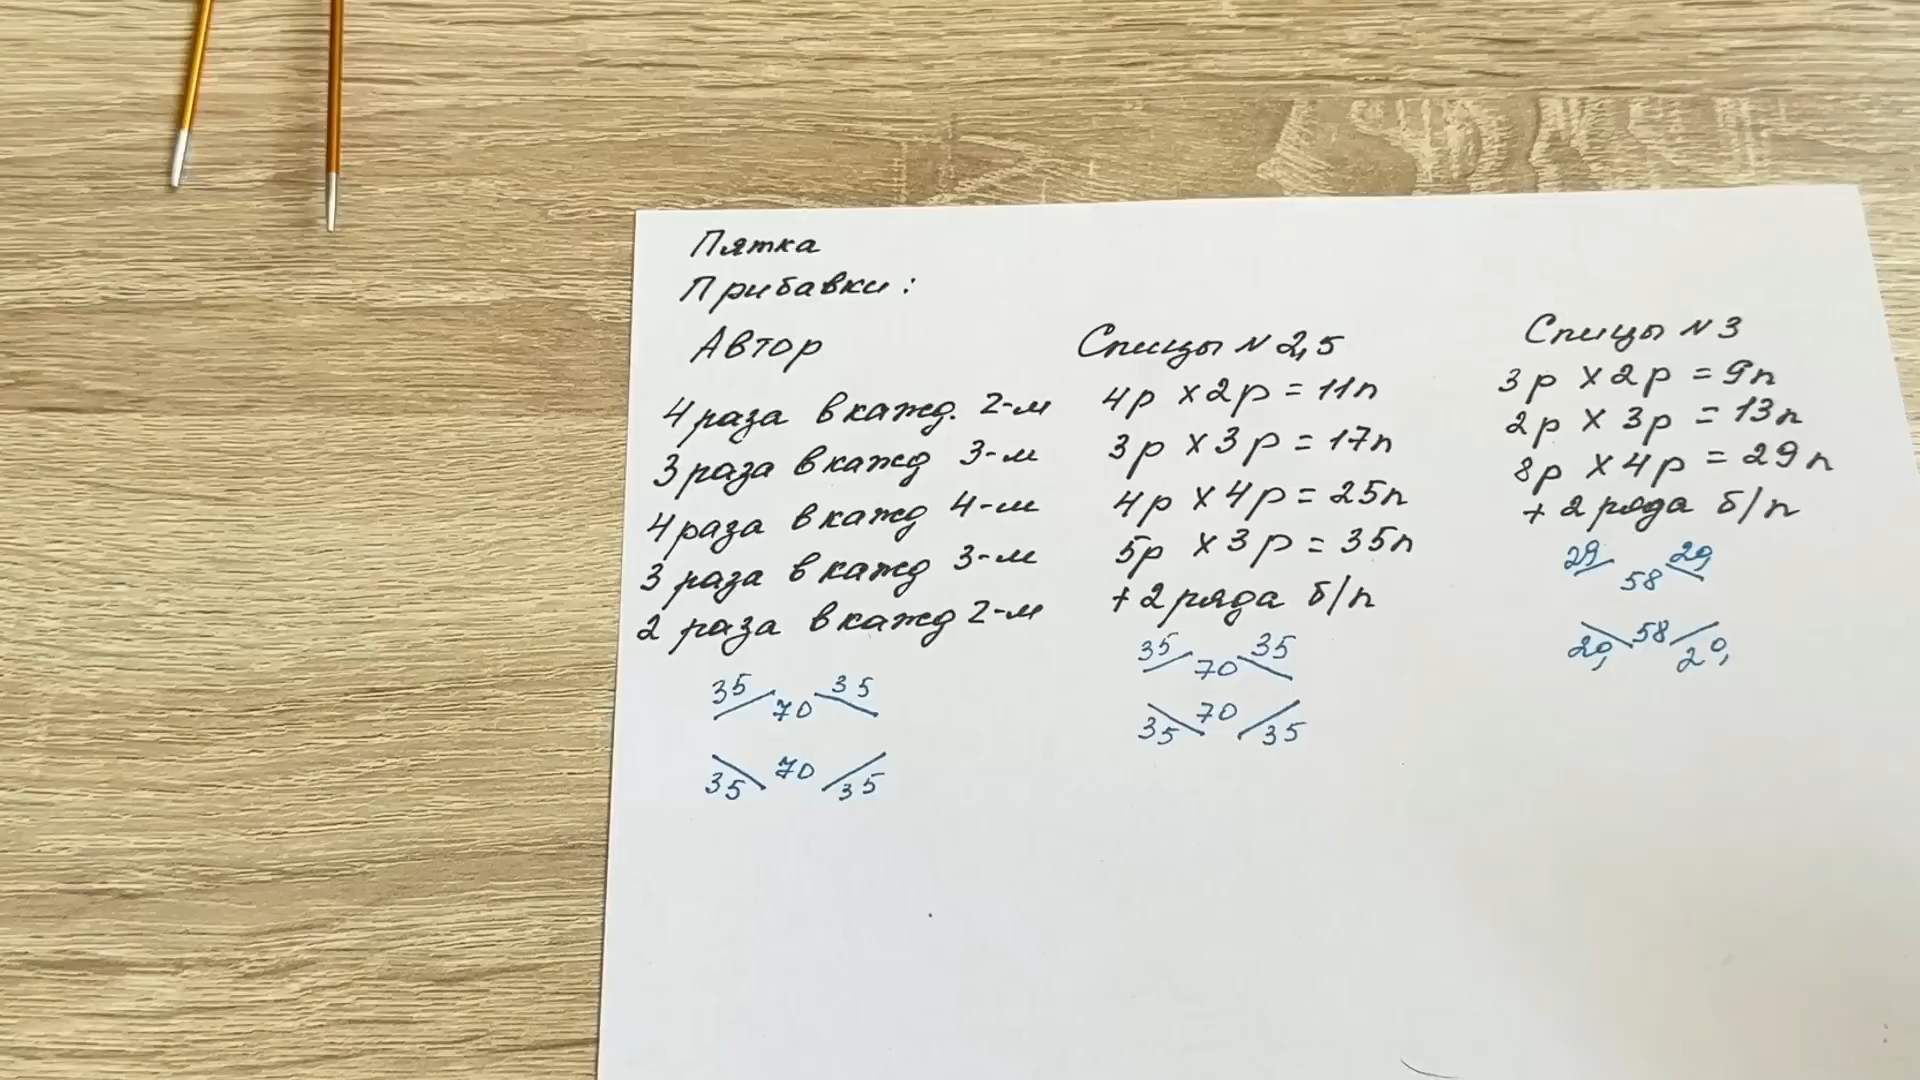 Пятка
Прибавки:
Автор
4 раза в кажд. 2-м
3 раза в кажд 3-м
4 раза в кажд 4-м
3 раза в кажд 3-м
2 раза в кажд 2-м
35 70 35
35 70 35
Спицы N 2,5
4р х 2р = 11п
3р х 3р = 17п
4р х 4р = 25п
5р х 3р = 35п
+ 2 ряда б/п
35 70 35
35 70 35
Спицы N 3
3р х 2р = 9п
2р х 3р = 13п
8р х 4р = 29п
+ 2 ряда б/п
29 58 29
29 58 29